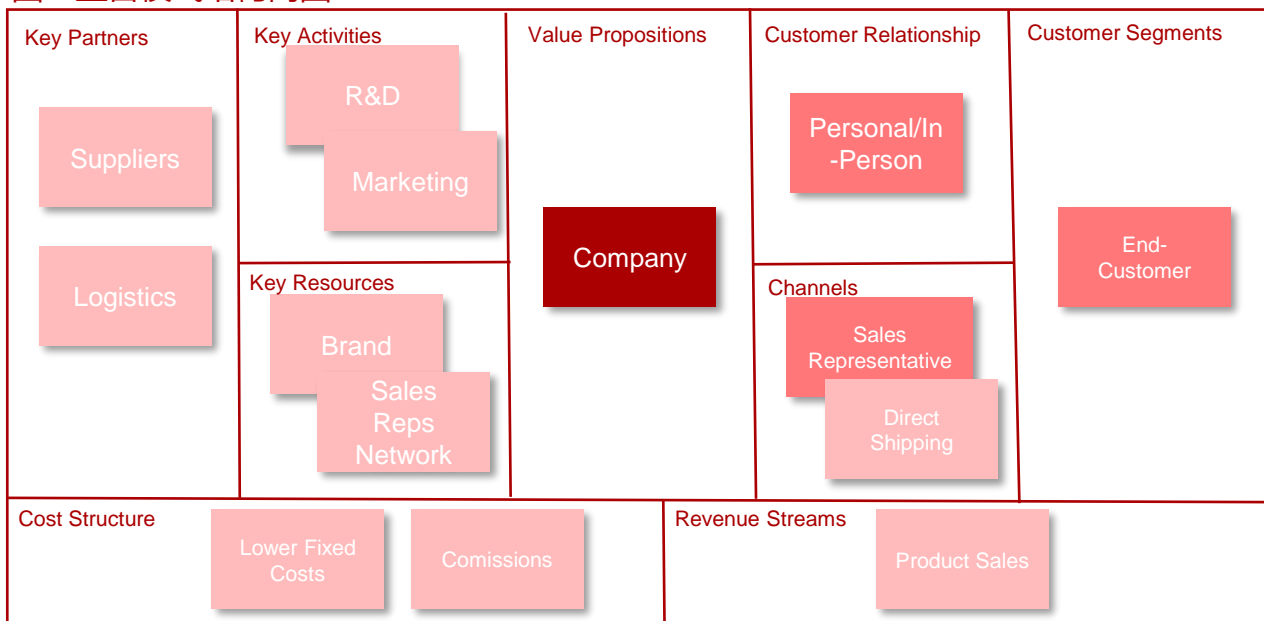 Key Partners
Suppliers
Logistics
Key Activities
R&D
Marketing
Key Resources
Brand
Sales
Reps
Network
Value Propositions
Company
Customer Relationship
Personal/In
-Person
Channels
Sales
Representative
Direct
Shipping
Customer Segments
End-
Customer
Cost Structure
Lower Fixed
Costs
Comissions
Revenue Streams
Product Sales